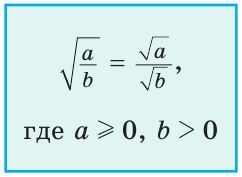 √(a/b) = √a/√b,
где a ⩾ 0, b > 0